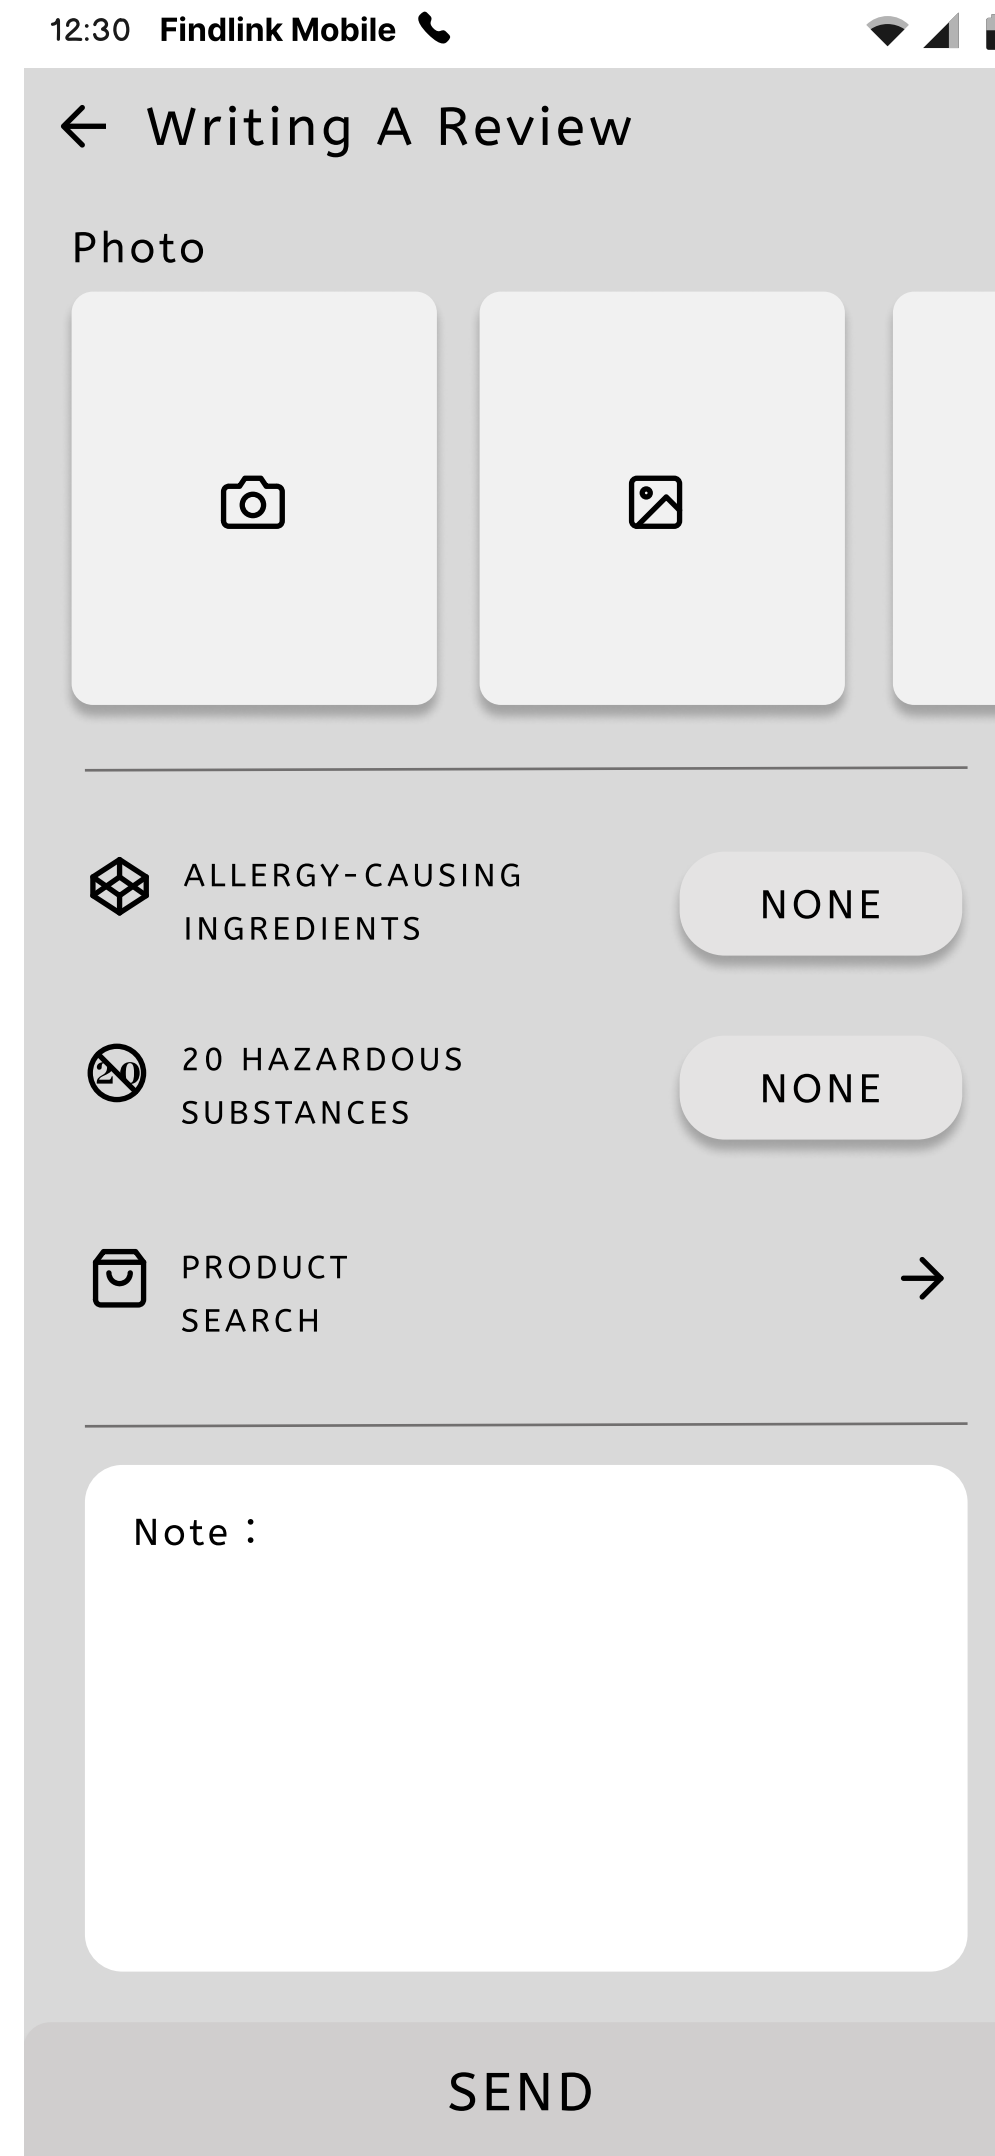 12:30 Findlink Mobile
Writing A Review
Photo
ALLERGY-CAUSING
INGREDIENTS
NONE
20 HAZARDOUS
SUBSTANCES
20
NONE
PRODUCT
SEARCH
Note :
SEND